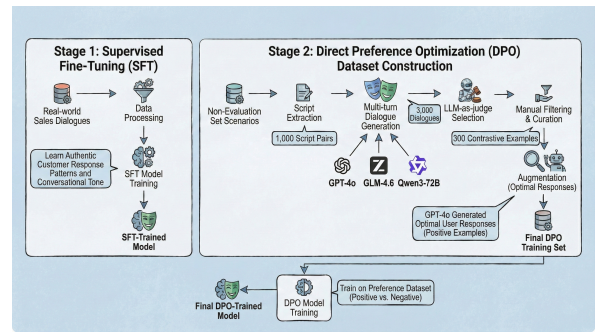 Stage 1: Supervised
Fine-Tuning (SFT)
Real-world
Sales Dialogues
Data
Processing
Learn Authentic
Customer Response
Patterns and
Conversational Tone
SFT Model
Training
SFT-Trained
Model
Stage 2: Direct Preference Optimization (DPO)
Dataset Construction
Non-Evaluation
Set Scenarios
Script
Extraction
1,000 Script Pairs
Multi-turn
Dialogue
Generation
3,000
Dialogues
LLM-as-judge
Selection
Manual Filtering
& Curation
300 Contrastive Examples
GPT-4o
GLM-4.6
Qwen3-72B
Augmentation
(Optimal Responses)
GPT-4o Generated
Optimal User Responses
(Positive Examples)
Final DPO
Training Set
Final DPO-Trained
Model
DPO Model
Training
Train on Preference Dataset
(Positive vs. Negative)